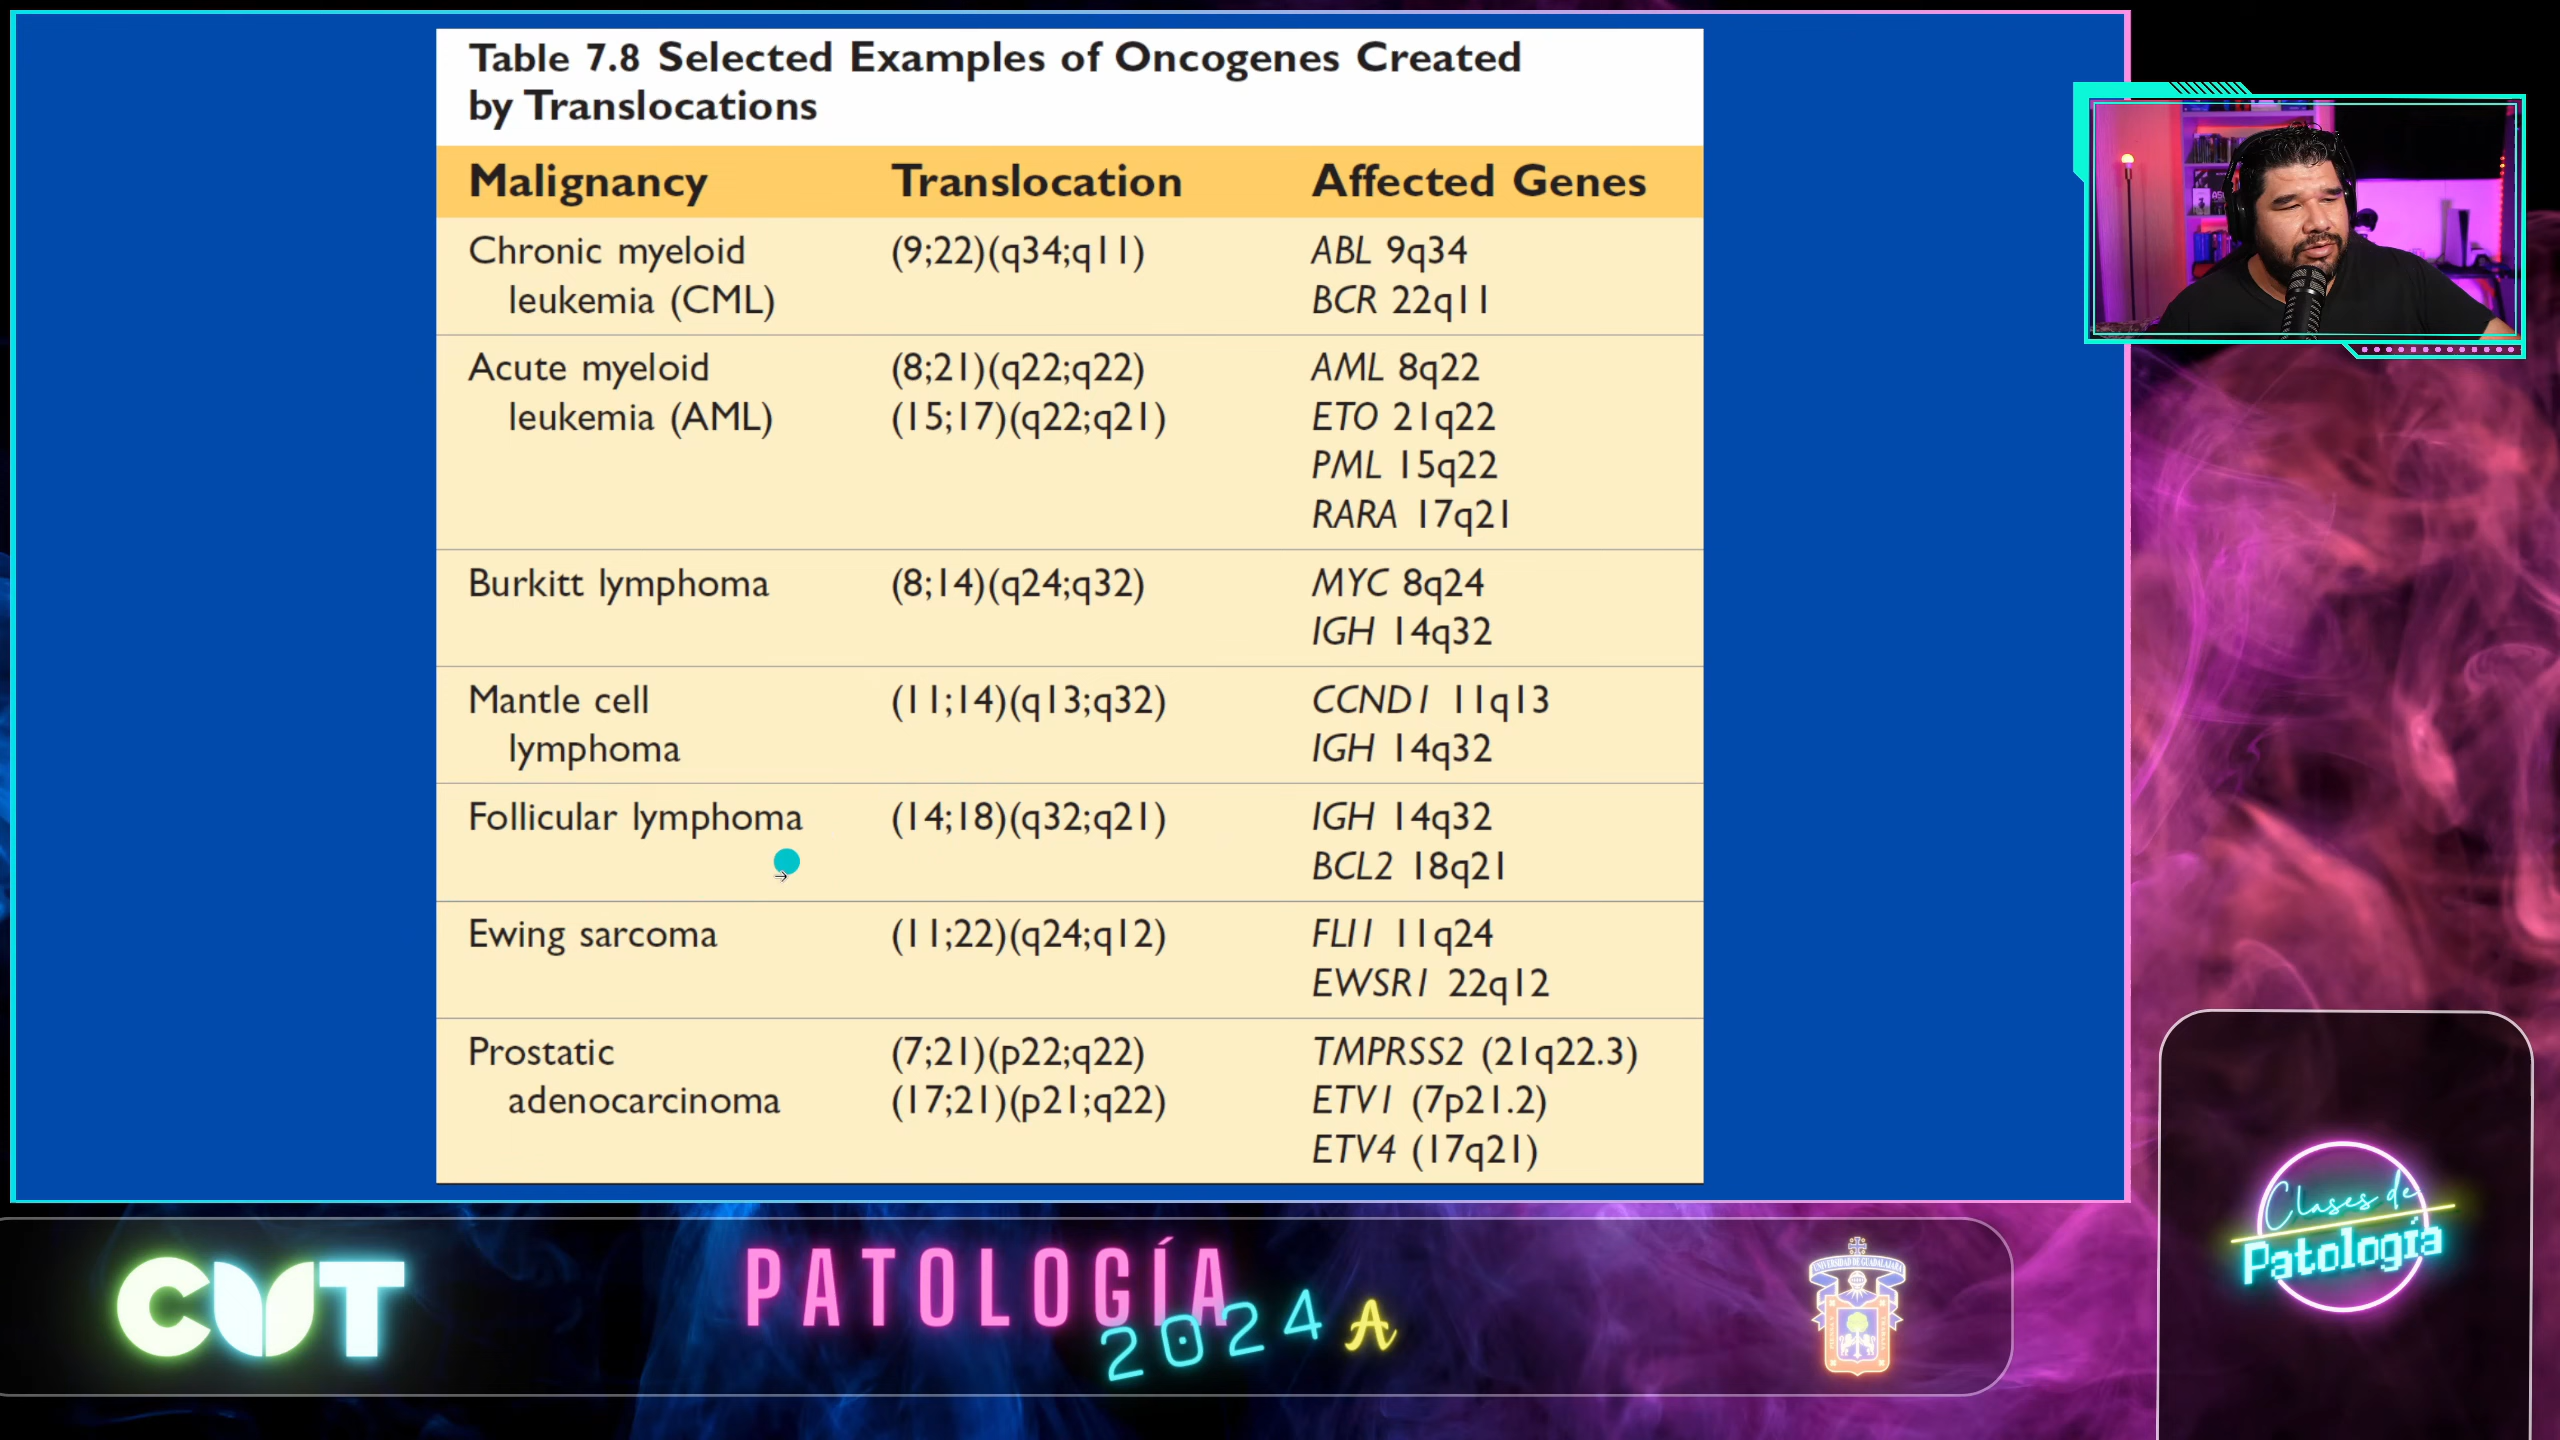 Table 7.8 Selected Examples of Oncogenes Created
by Translocations
Malignancy Translocation Affected Genes
Chronic myeloid (9;22)(q34;q11) ABL 9q34
leukemia (CML) BCR 22q11
Acute myeloid (8;21)(q22;q22) AML 8q22
leukemia (AML) (15;17)(q22;q21) ETO 21q22
PML 15q22
RARA 17q21
Burkitt lymphoma (8;14)(q24;q32) MYC 8q24
IGH 14q32
Mantle cell (11;14)(q13;q32) CCND1 11q13
lymphoma IGH 14q32
Follicular lymphoma (14;18)(q32;q21) IGH 14q32
BCL2 18q21
Ewing sarcoma (11;22)(q24;q12) FLI1 11q24
EWSR1 22q12
Prostatic (7;21)(p22;q22) TMPRSS2 (21q22.3)
adenocarcinoma (17;21)(p21;q22) ETV1 (7p21.2)
ETV4 (17q21)
CUT
PATOLOGÍA
2024 A
UNIVERSIDAD DE GUADALAJARA
Clases de
Patología